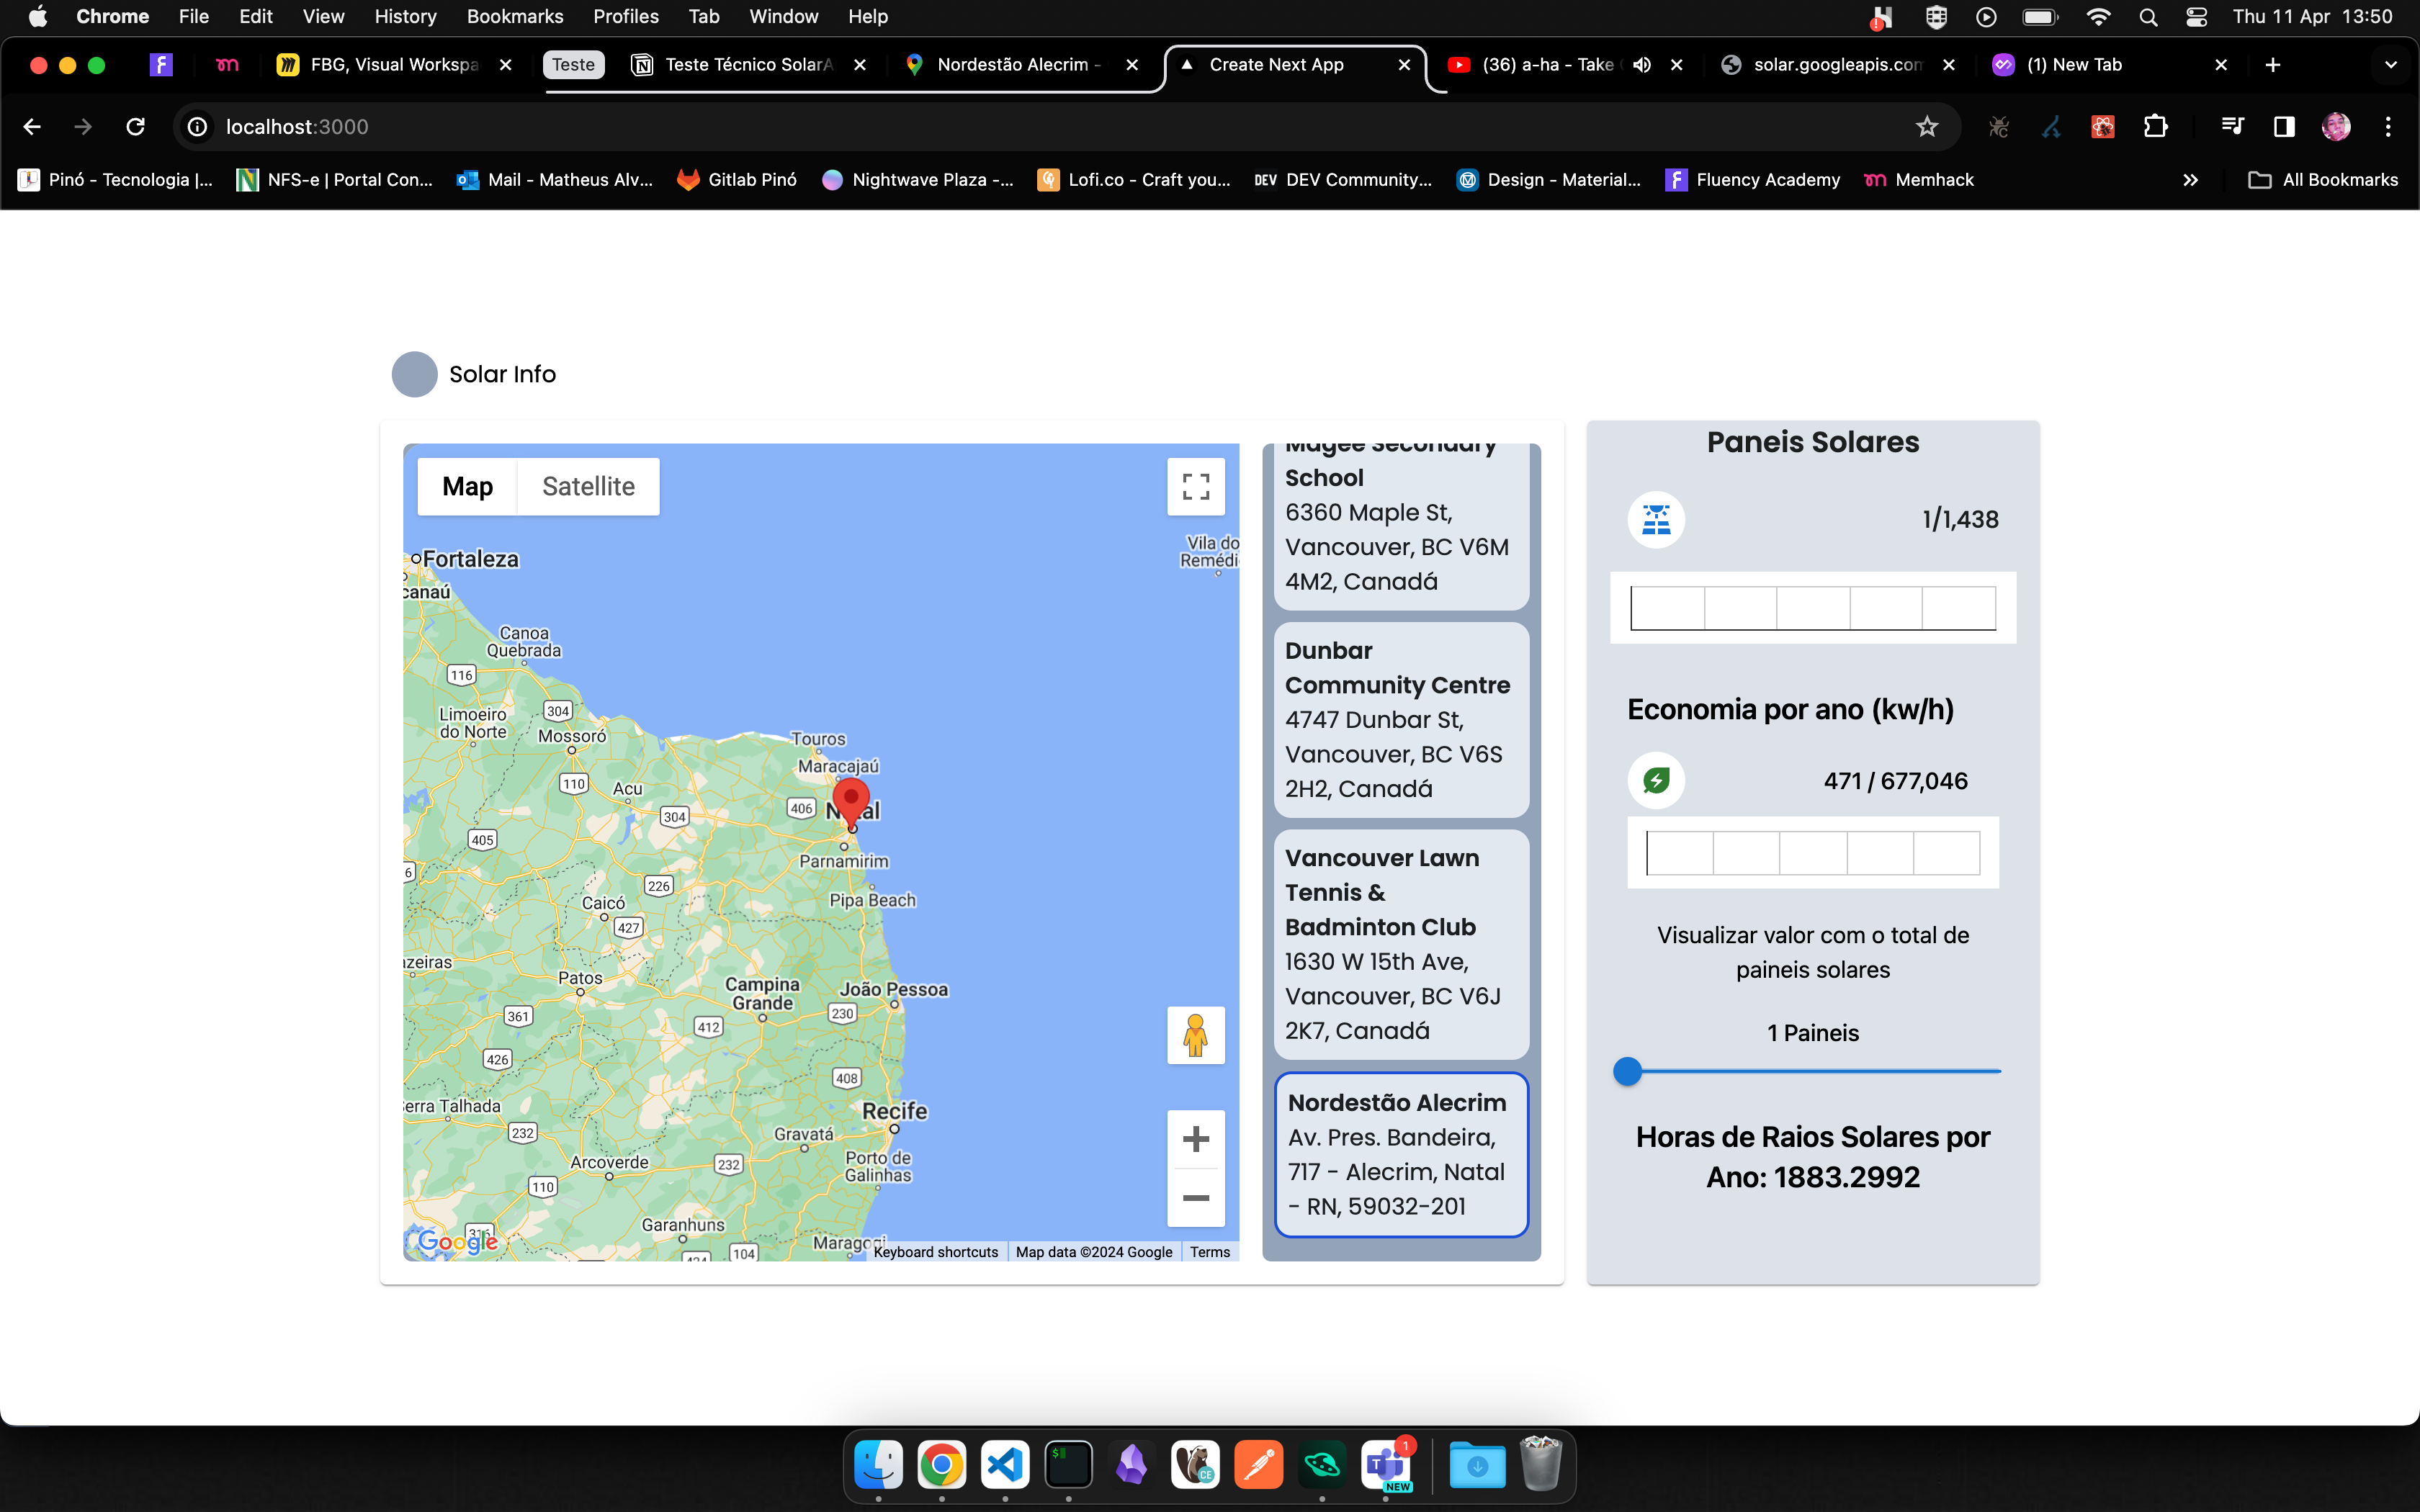 Chrome File Edit View History Bookmarks Profiles Tab Window Help Thu 11 Apr 13:50
FBG, Visual Workspa Teste Teste Técnico SolarA Nordestão Alecrim - Create Next App (36) a-ha - Take solar.googleapis.com (1) New Tab
localhost:3000
Pinó - Tecnologia |... NFS-e | Portal Con... Mail - Matheus Alv... Gitlab Pinó Nightwave Plaza -... Lofi.co - Craft you... DEV DEV Community... Design - Material... Fluency Academy Memhack All Bookmarks
Solar Info
Map Satellite
Vila do
Remédi
Fortaleza
canaú
Canoa
Quebrada
116
304
Limoeiro
do Norte
Mossoró
Touros
Maracajaú
110
Acu
304
406
Natal
405
Parnamirim
6
226
Pipa Beach
Caicó
427
azeiras
Patos
Campina
Grande
João Pessoa
361
412
230
426
408
Serra Talhada
Recife
232
Gravatá
Arcoverde
232
Porto de
Galinhas
110
Garanhuns
Maragogi
104
Google
Keyboard shortcuts Map data ©2024 Google Terms
Magee Secondary
School
6360 Maple St,
Vancouver, BC V6M
4M2, Canadá
Dunbar
Community Centre
4747 Dunbar St,
Vancouver, BC V6S
2H2, Canadá
Vancouver Lawn
Tennis &
Badminton Club
1630 W 15th Ave,
Vancouver, BC V6J
2K7, Canadá
Nordestão Alecrim
Av. Pres. Bandeira,
717 - Alecrim, Natal
- RN, 59032-201
Paneis Solares
1/1,438
Economia por ano (kw/h)
471 / 677,046
Visualizar valor com o total de
paineis solares
1 Paineis
Horas de Raios Solares por
Ano: 1883.2992
1
NEW